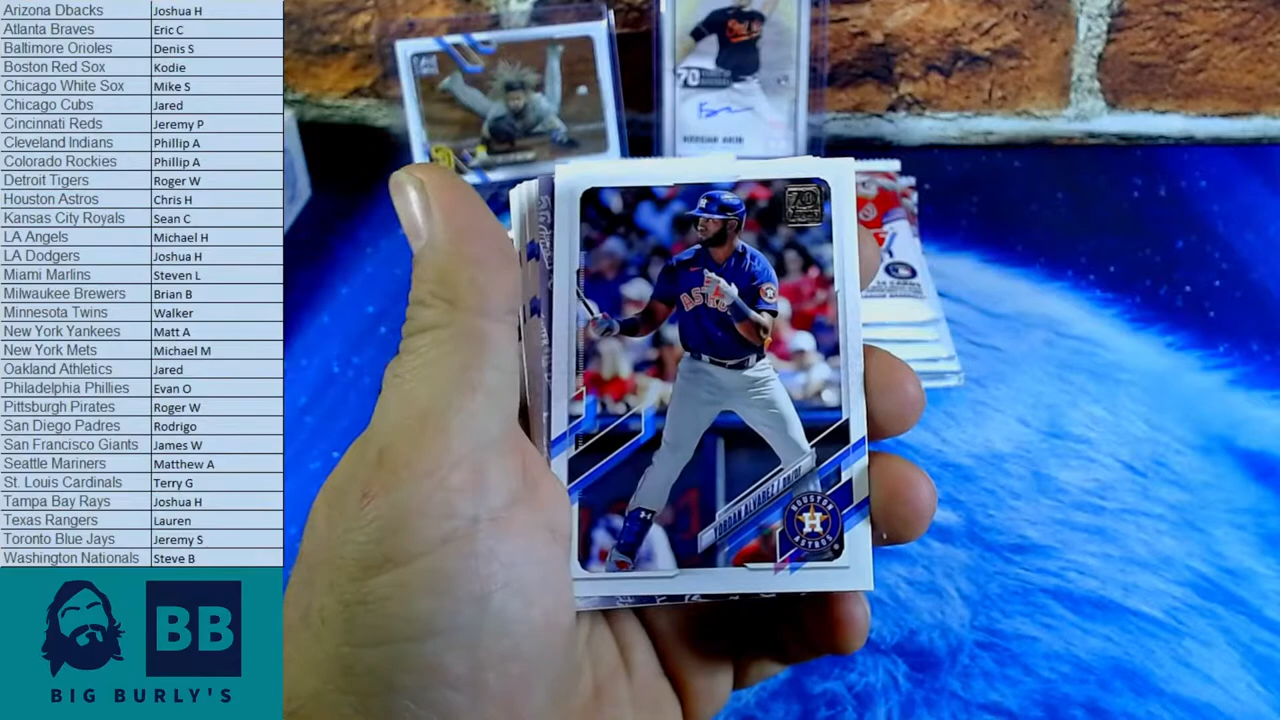 Arizona Dbacks Joshua H
Atlanta Braves Eric C
Baltimore Orioles Denis S
Boston Red Sox Kodie
Chicago White Sox Mike S
Chicago Cubs Jared
Cincinnati Reds Jeremy P
Cleveland Indians Phillip A
Colorado Rockies Phillip A
Detroit Tigers Roger W
Houston Astros Chris H
Kansas City Royals Sean C
LA Angels Michael H
LA Dodgers Joshua H
Miami Marlins Steven L
Milwaukee Brewers Brian B
Minnesota Twins Walker
New York Yankees Matt A
New York Mets Michael M
Oakland Athletics Jared
Philadelphia Phillies Evan O
Pittsburgh Pirates Roger W
San Diego Padres Rodrigo
San Francisco Giants James W
Seattle Mariners Matthew A
St. Louis Cardinals Terry G
Tampa Bay Rays Joshua H
Texas Rangers Lauren
Toronto Blue Jays Jeremy S
Washington Nationals Steve B
BB
BIG BURLY'S
70
KEEGAN AKIN
70
ASTROS
YORDAN ALVAREZ / DH/OF
HOUSTON
H
ASTROS